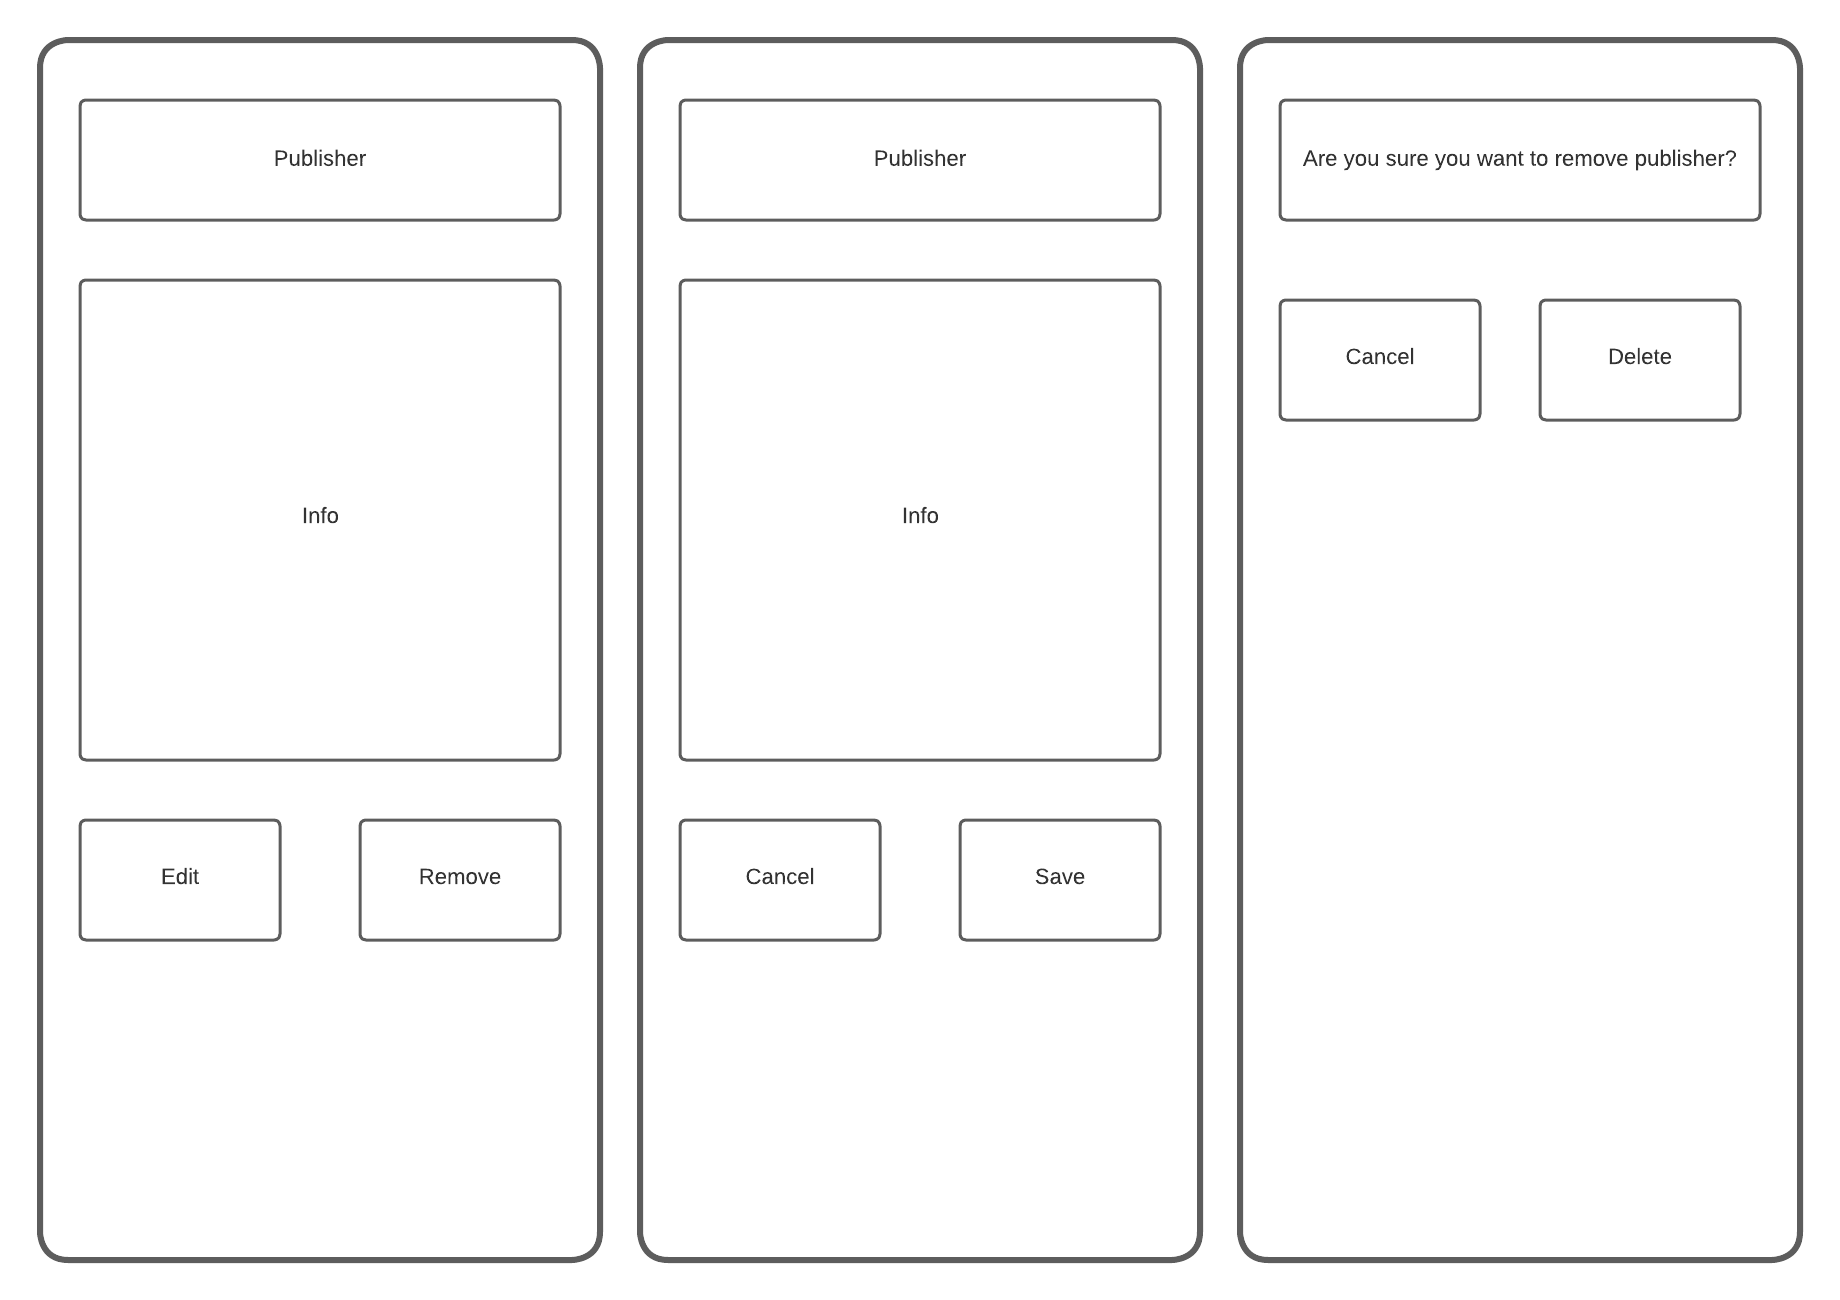 Publisher
Info
Edit
Remove
Publisher
Info
Cancel
Save
Are you sure you want to remove publisher?
Cancel
Delete